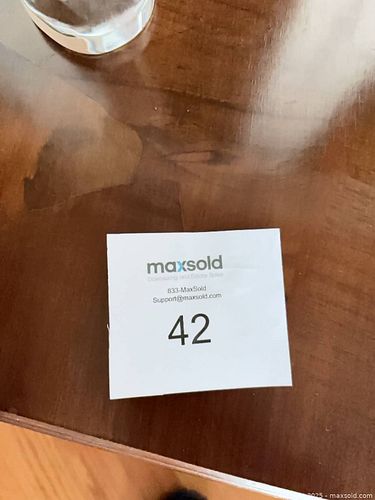 maxsold
Downsizing and Estate Sales
833-MaxSold
Support@maxsold.com
42
2025 - maxsold.com